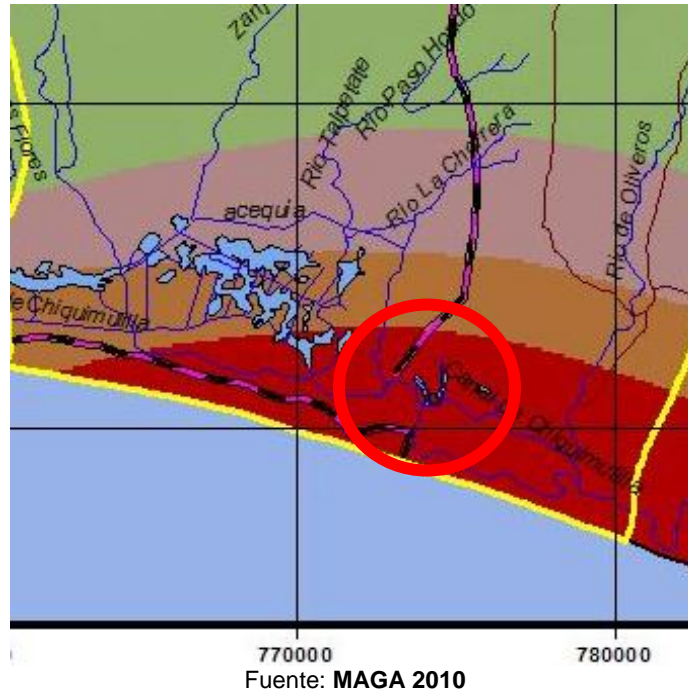 Zanj
s Flores
Río Talpetate
Río Paso Hondo
Río La Charrera
Río de Oliveros
acequia
de Chiquimulilla
Canal de Chiquimulilla
770000
780000
Fuente: MAGA 2010